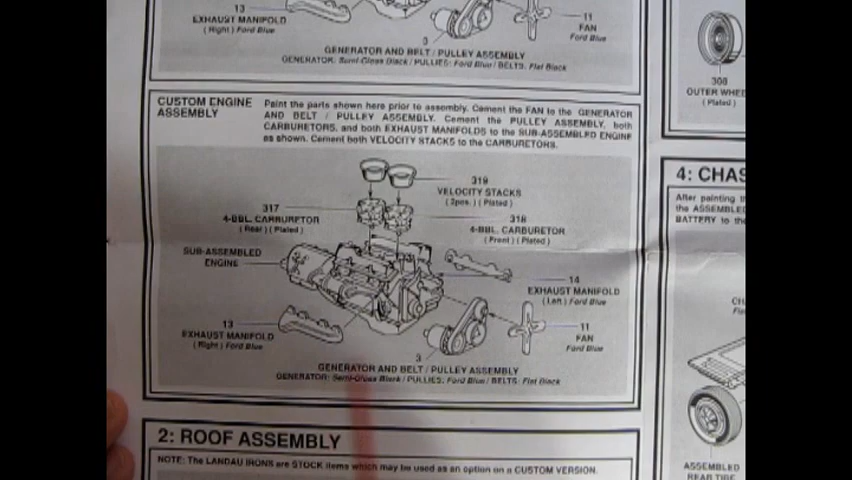 13
EXHAUST MANIFOLD
(Right) Ford Blue
3
11
FAN
Ford Blue
GENERATOR AND BELT / PULLEY ASSEMBLY
GENERATOR: Semi-Gloss Black / PULLIES: Ford Blue / BELTS: Flat Black
308
OUTER WHE
(Plated)
CUSTOM ENGINE
ASSEMBLY
Paint the parts shown here prior to assembly. Cement the FAN to the GENERATOR
AND BELT / PULLEY ASSEMBLY. Cement the PULLEY ASSEMBLY, both
CARBURETORS, and both EXHAUST MANIFOLDS to the SUB-ASSEMBLED ENGINE
as shown. Cement both VELOCITY STACKS to the CARBURETORS.
319
VELOCITY STACKS
(2pcs.) (Plated)
317
4-BBL. CARBURETOR
(Rear) (Plated)
318
4-BBL. CARBURETOR
(Front) (Plated)
SUB-ASSEMBLED
ENGINE
14
EXHAUST MANIFOLD
(Left) Ford Blue
13
EXHAUST MANIFOLD
(Right) Ford Blue
3
11
FAN
Ford Blue
GENERATOR AND BELT / PULLEY ASSEMBLY
GENERATOR: Semi-Gloss Black / PULLIES: Ford Blue / BELTS: Flat Black
4: CHAS
After painting t
the ASSEMBLED
BATTERY to the
CH
Fla
ASSEMBLED
REAR TIRE
2: ROOF ASSEMBLY
NOTE: The LANDAU IRONS are STOCK items which may be used as an option on a CUSTOM VERSION.